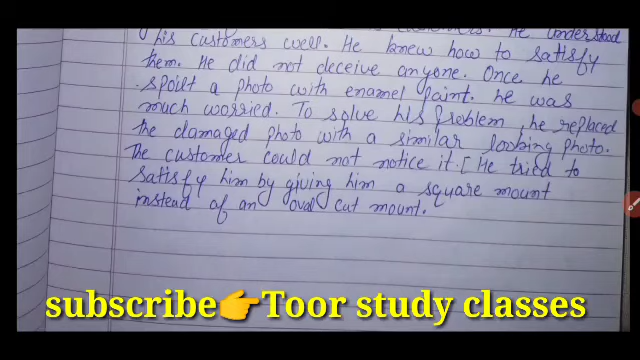 customers. He understood
his customers well. He knew how to satisfy
them. He did not deceive anyone. Once he
spoilt a photo with enamel paint. he was
much worried. To solve his problem, he replaced
the damaged photo with a similar looking photo.
The customer could not notice it. [ He tried to
satisfy him by giving him a square mount
instead of an oval cut mount.
subscribe👉Toor study classes